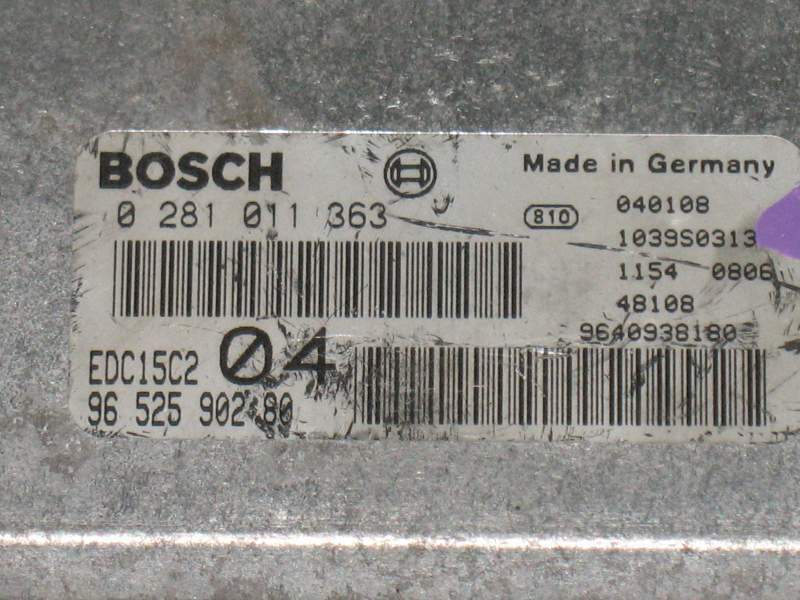 BOSCH
0 281 011 363
EDC15C2 04
96 525 902 80
Made in Germany
810
040108
1039S0313
1154 0806
48108
9640938180